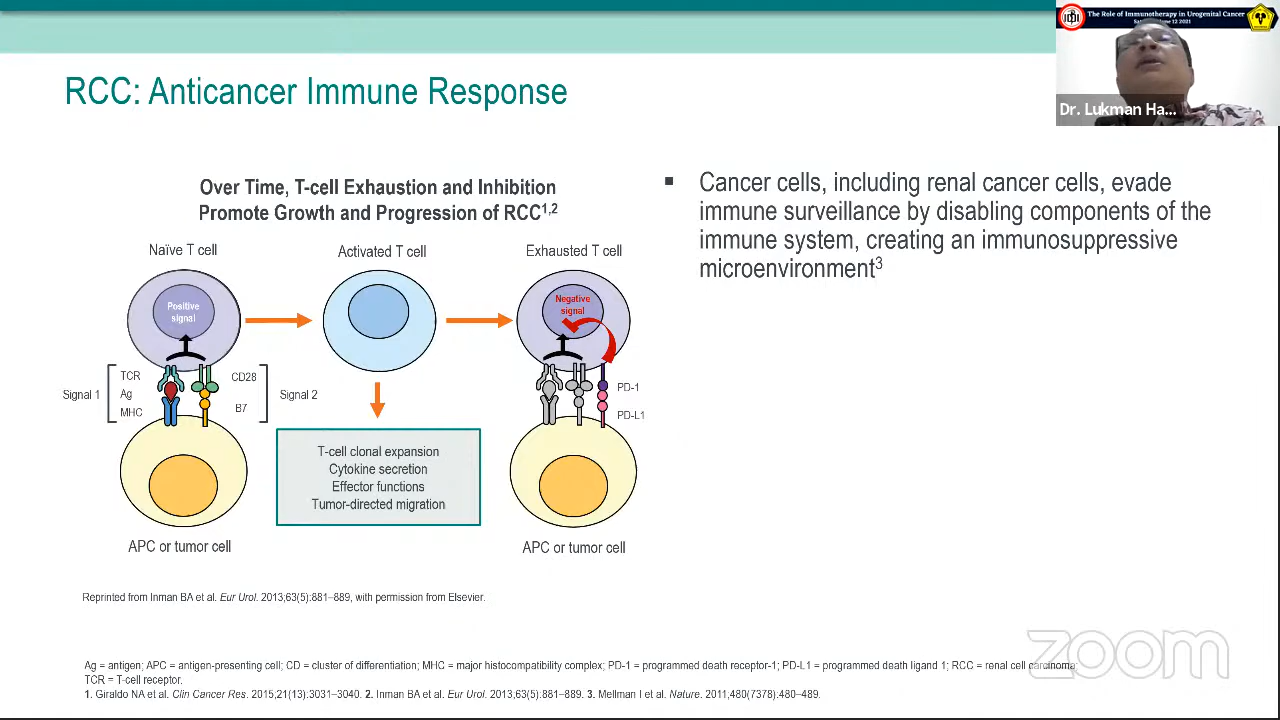 The Role of Immunotherapy in Urogenital Cancer
June 12 2021
Dr. Lukman Ha...
RCC: Anticancer Immune Response
Over Time, T-cell Exhaustion and Inhibition
Promote Growth and Progression of RCC1,2
Naïve T cell
Activated T cell
Exhausted T cell
Positive
signal
Negative
signal
Signal 1
TCR
Ag
MHC
CD28
B7
Signal 2
PD-1
PD-L1
T-cell clonal expansion
Cytokine secretion
Effector functions
Tumor-directed migration
APC or tumor cell
APC or tumor cell
Reprinted from Inman BA et al. Eur Urol. 2013;63(5):881–889, with permission from Elsevier.
▪ Cancer cells, including renal cancer cells, evade
immune surveillance by disabling components of the
immune system, creating an immunosuppressive
microenvironment3
zoom
Ag = antigen; APC = antigen-presenting cell; CD = cluster of differentiation; MHC = major histocompatibility complex; PD-1 = programmed death receptor-1; PD-L1 = programmed death ligand 1; RCC = renal cell carcinoma;
TCR = T-cell receptor.
1. Giraldo NA et al. Clin Cancer Res. 2015,21(13):3031–3040. 2. Inman BA et al. Eur Urol. 2013;63(5):881–889. 3. Mellman I et al. Nature. 2011,480(7378).480–489.